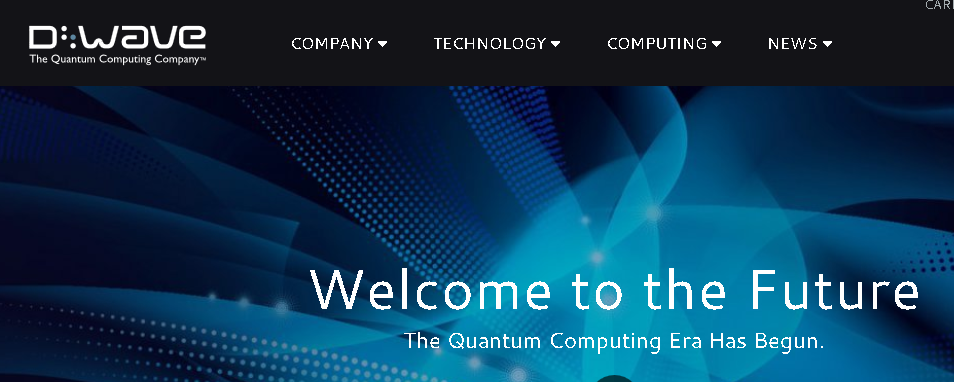 D:wave
The Quantum Computing Company™
COMPANY
TECHNOLOGY
COMPUTING
NEWS
Welcome to the Future
The Quantum Computing Era Has Begun.